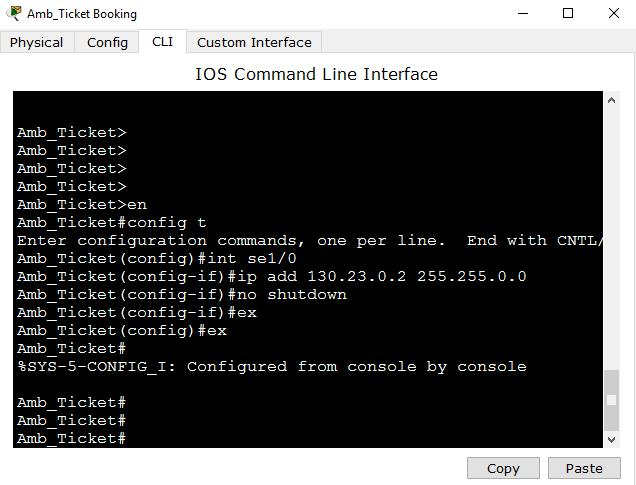 Amb_Ticket Booking
Physical Config CLI Custom Interface
IOS Command Line Interface
Amb_Ticket>
Amb_Ticket>
Amb_Ticket>
Amb_Ticket>
Amb_Ticket>en
Amb_Ticket#config t
Enter configuration commands, one per line.  End with CNTL/
Amb_Ticket(config)#int se1/0
Amb_Ticket(config-if)#ip add 130.23.0.2 255.255.0.0
Amb_Ticket(config-if)#no shutdown
Amb_Ticket(config-if)#ex
Amb_Ticket(config)#ex
Amb_Ticket#
%SYS-5-CONFIG_I: Configured from console by console
Amb_Ticket#
Amb_Ticket#
Amb_Ticket#
Copy Paste